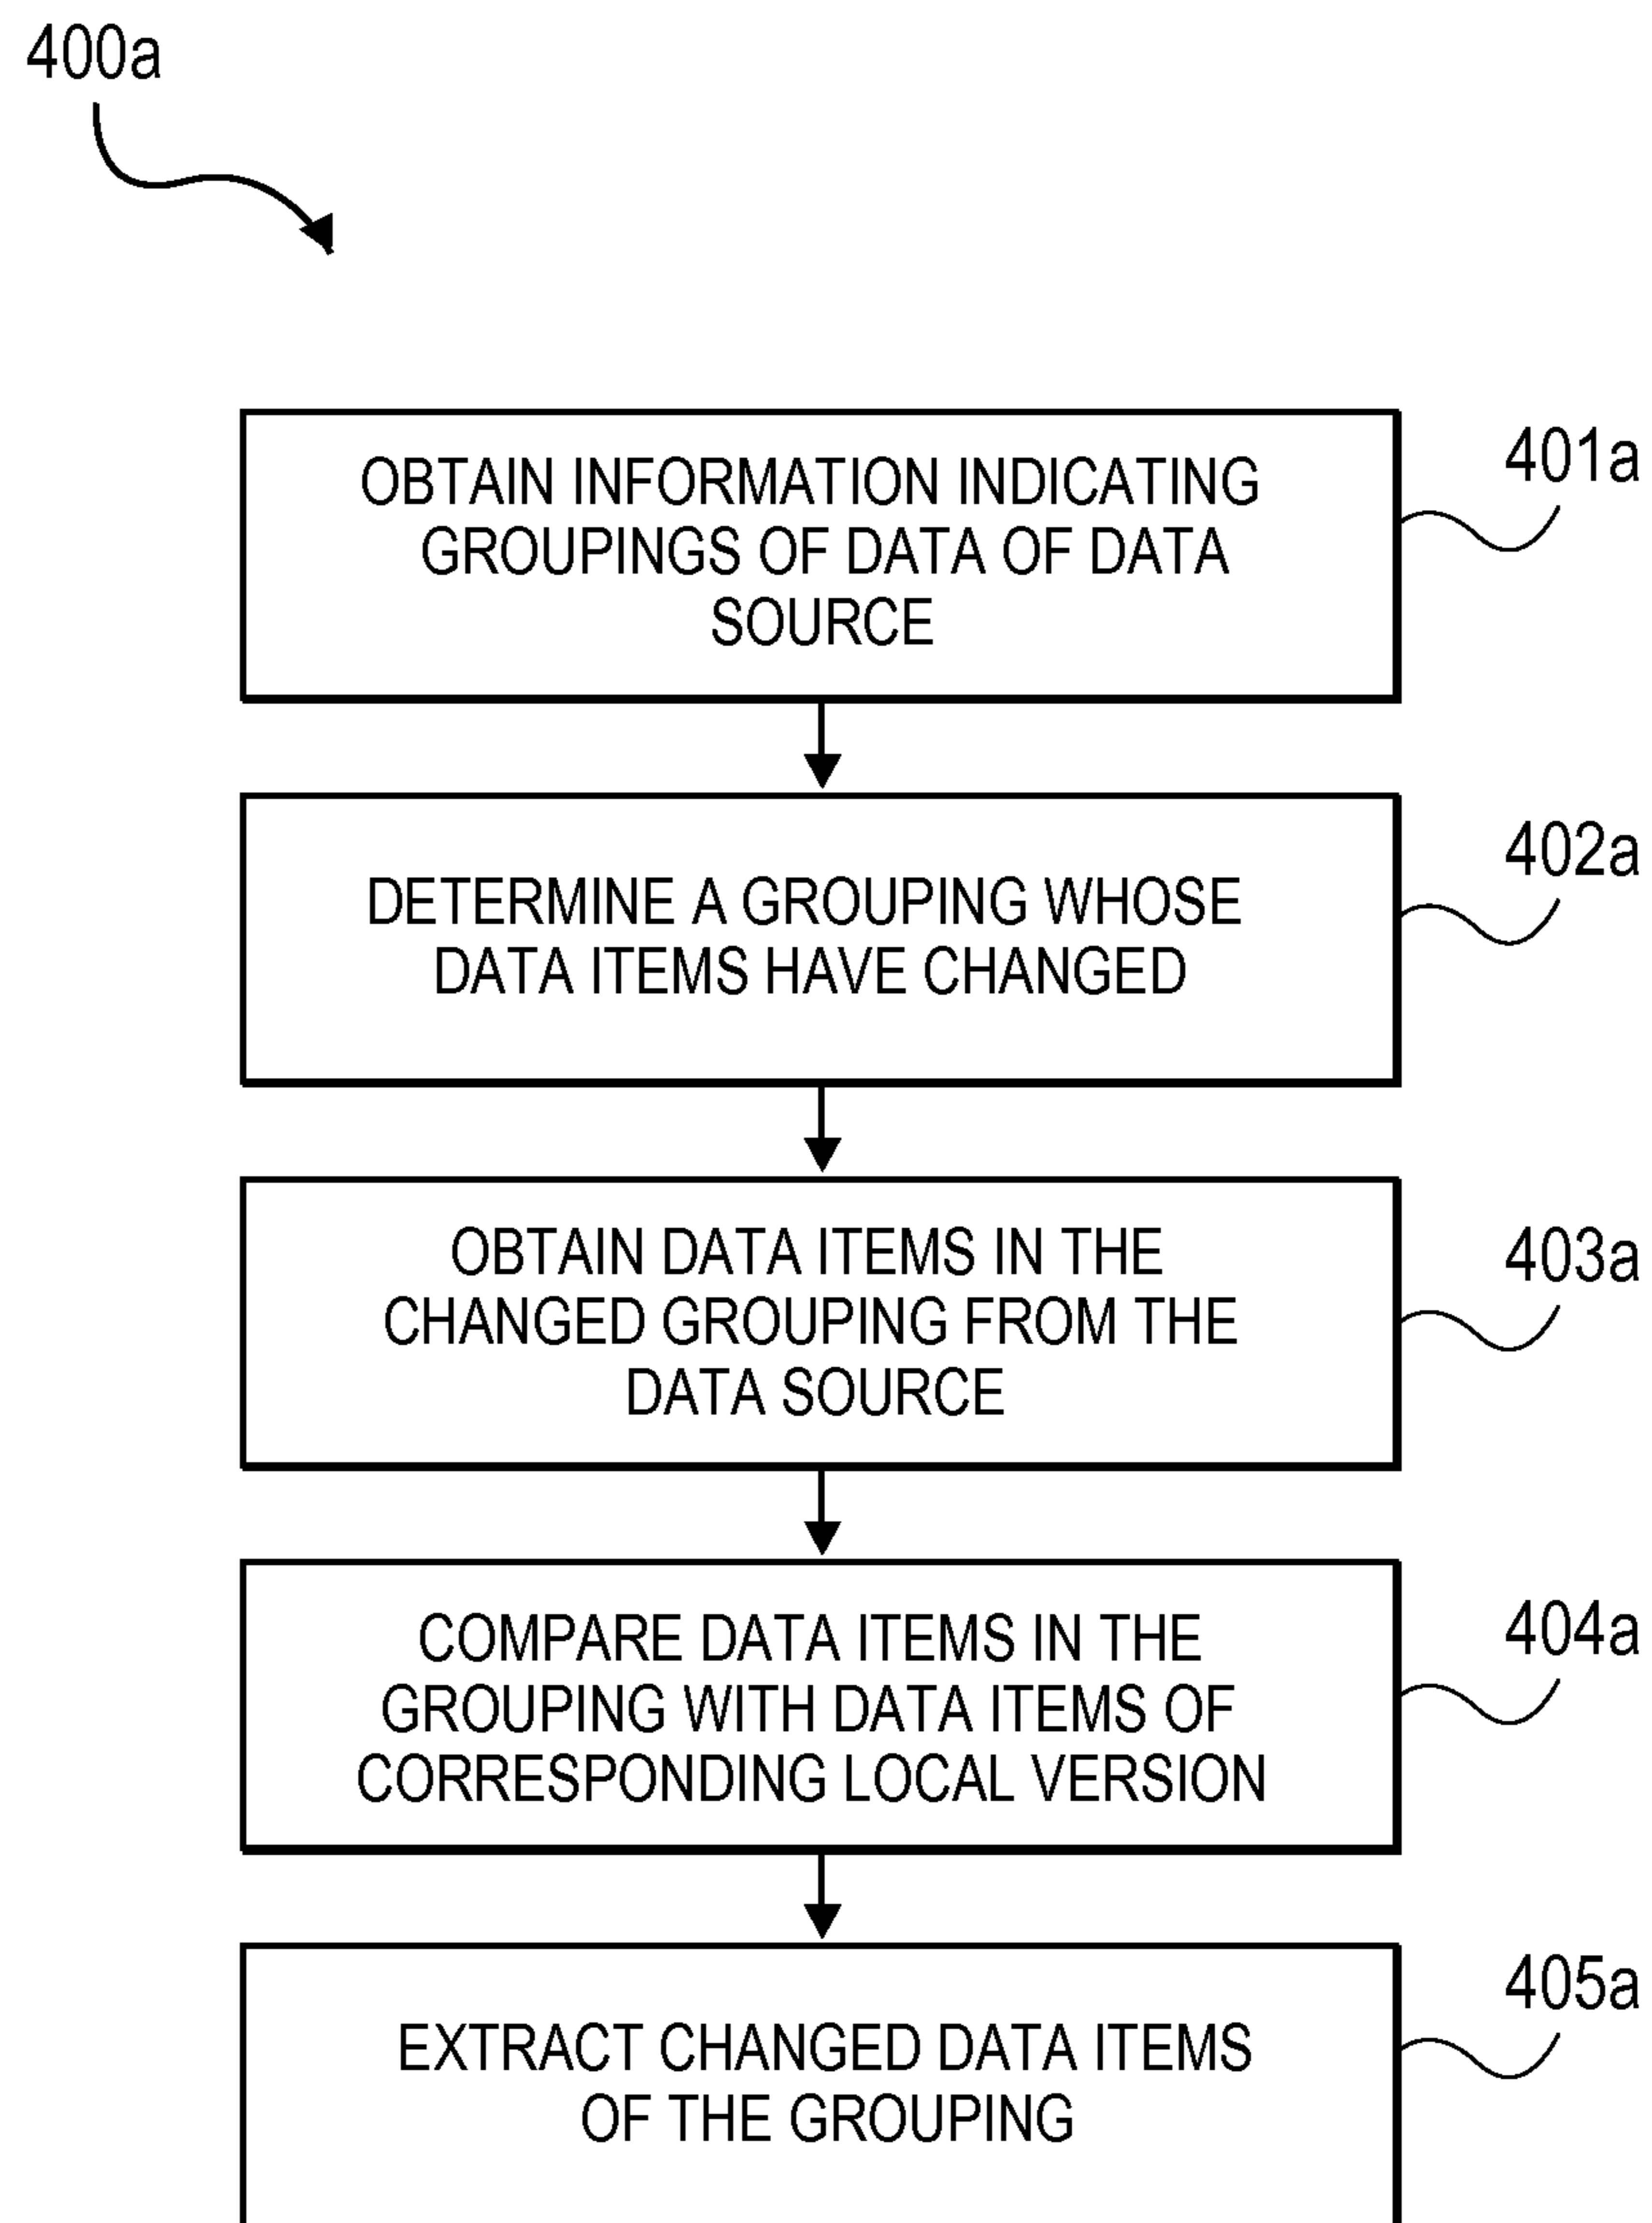 400a
OBTAIN INFORMATION INDICATING
GROUPINGS OF DATA OF DATA
SOURCE
401a
DETERMINE A GROUPING WHOSE
DATA ITEMS HAVE CHANGED
402a
OBTAIN DATA ITEMS IN THE
CHANGED GROUPING FROM THE
DATA SOURCE
403a
COMPARE DATA ITEMS IN THE
GROUPING WITH DATA ITEMS OF
CORRESPONDING LOCAL VERSION
404a
EXTRACT CHANGED DATA ITEMS
OF THE GROUPING
405a